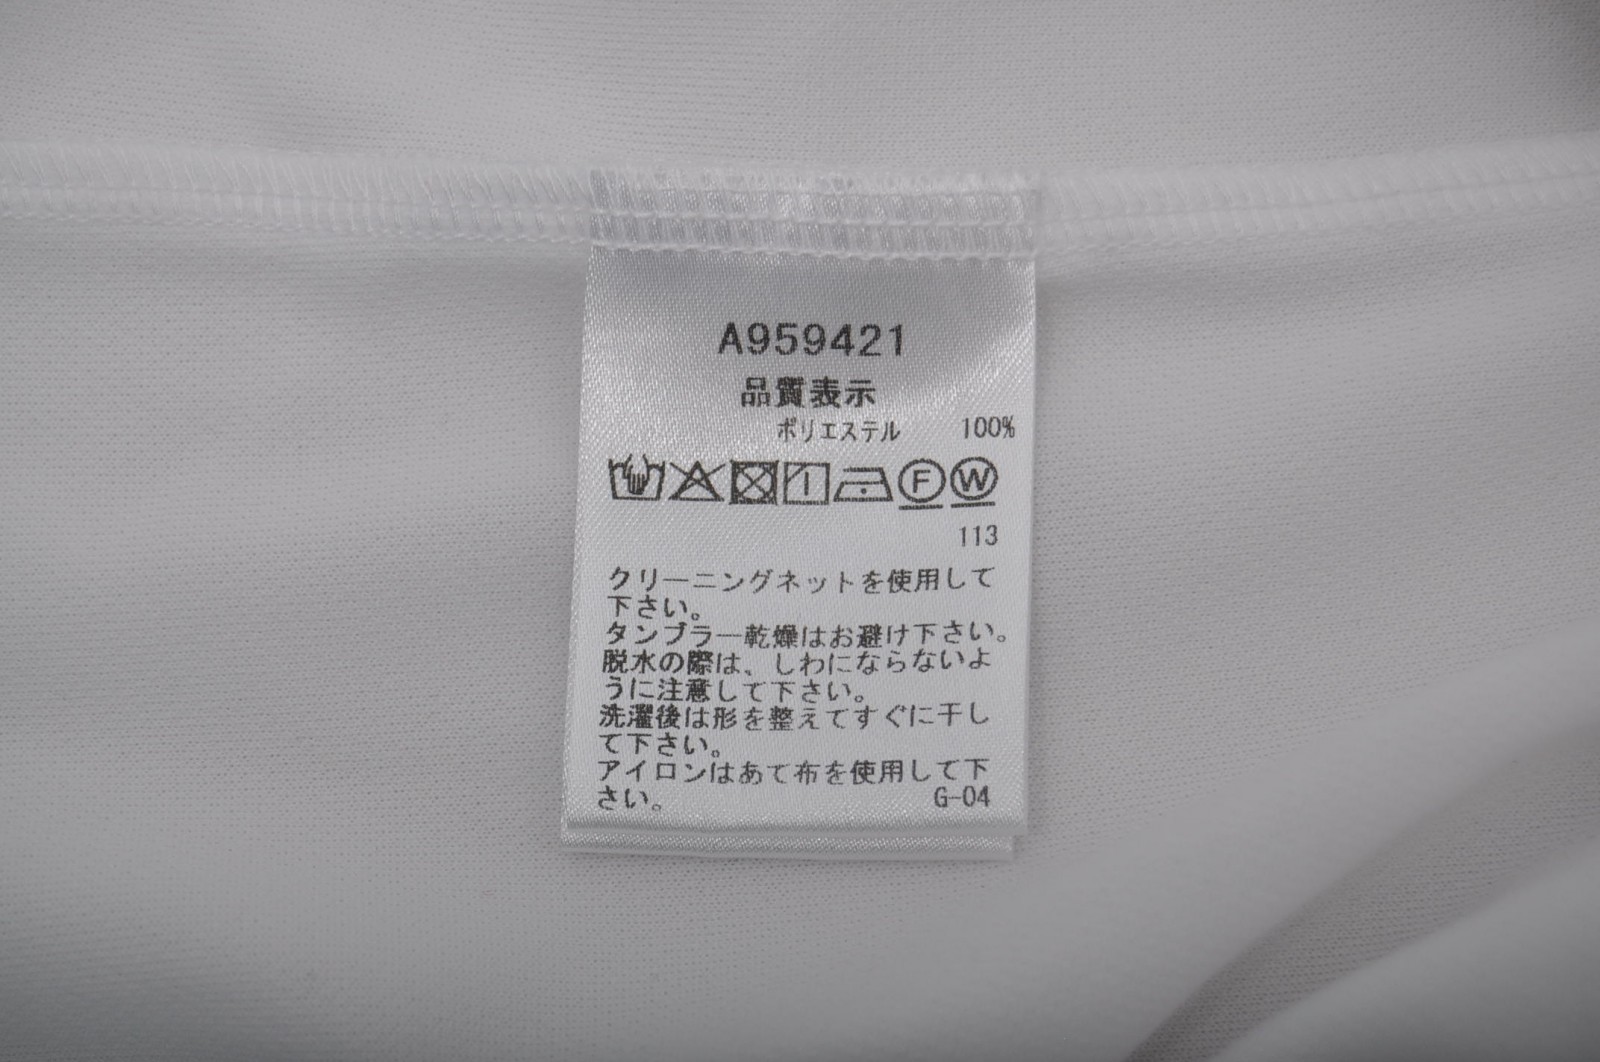 A959421
品質表示
ポリエステル 100%
F W
113
クリーニングネットを使用して
下さい。
タンブラー乾燥はお避け下さい。
脱水の際は、しわにならないよ
うに注意して下さい。
洗濯後は形を整えてすぐに干し
て下さい。
アイロンはあて布を使用して下
さい。 G-04